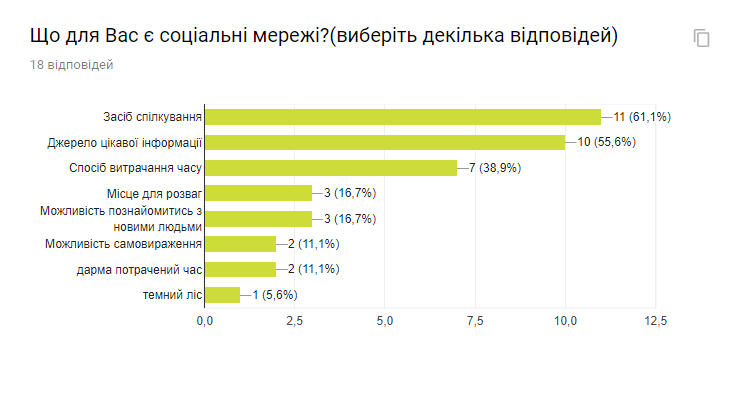 Що для Вас є соціальні мережі?(виберіть декілька відповідей)
18 відповідей
Засіб спілкування
11 (61,1%)
Джерело цікавої інформації
10 (55,6%)
Спосіб витрачання часу
7 (38,9%)
Місце для розваг
3 (16,7%)
Можливість познайомитись з
новими людьми
3 (16,7%)
Можливість самовираження
2 (11,1%)
дарма потрачений час
2 (11,1%)
темний ліс
1 (5,6%)
0,0 2,5 5,0 7,5 10,0 12,5